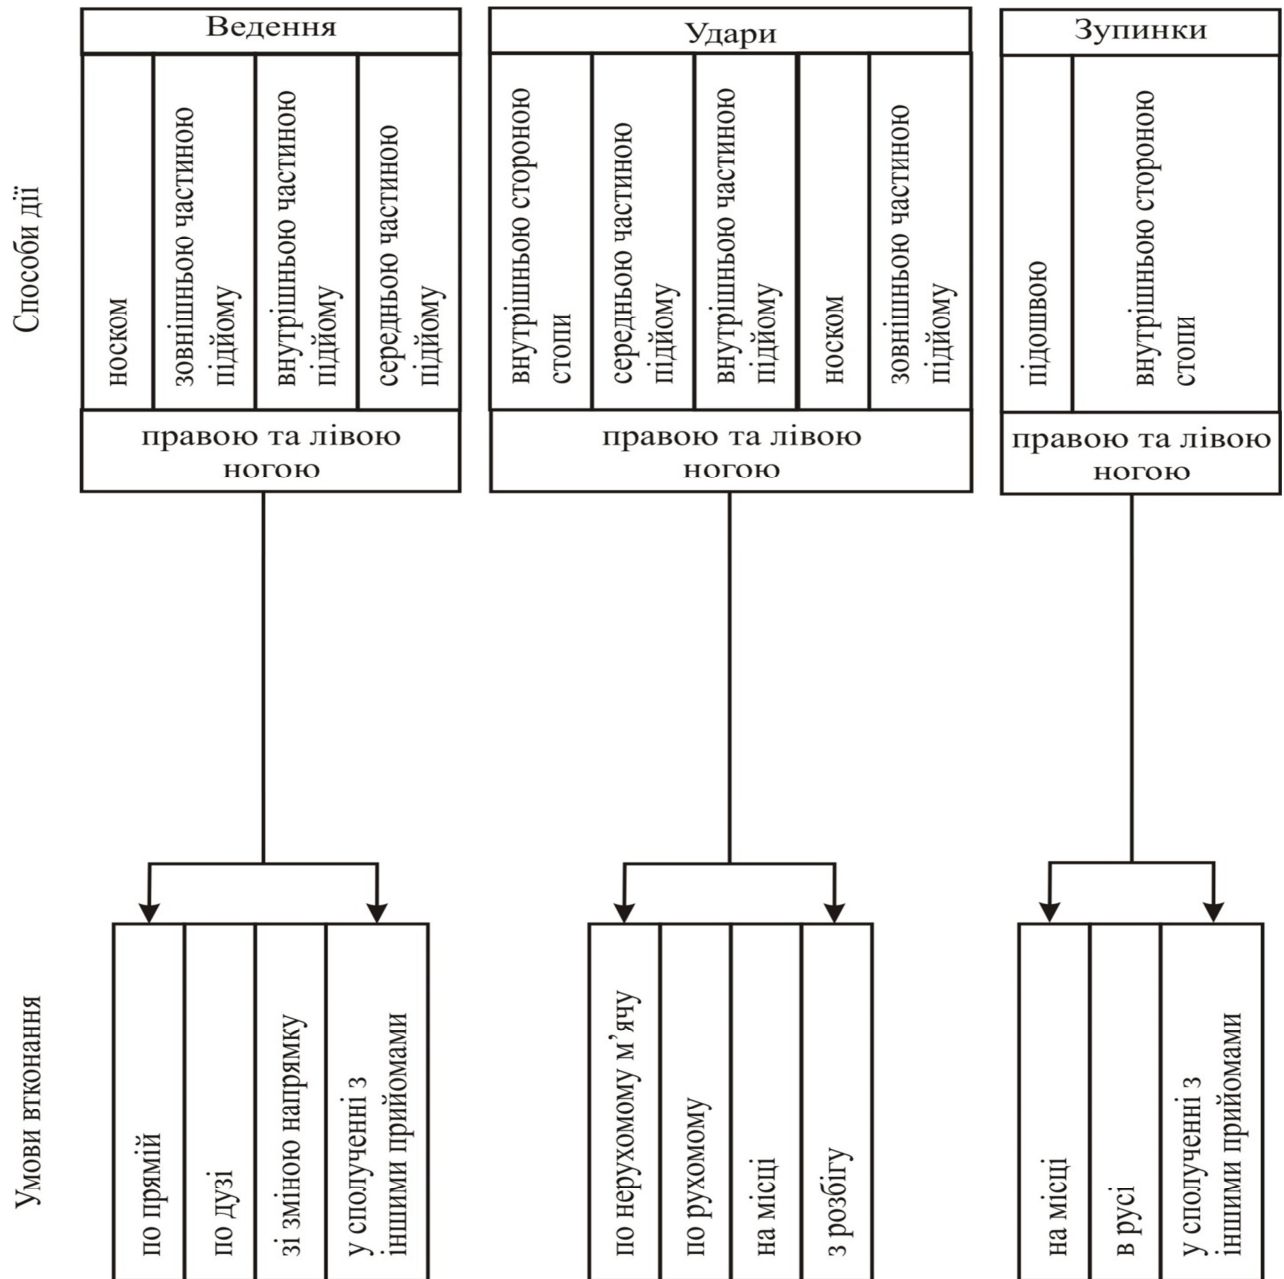 Способи дії
Ведення
носком
зовнішньою частиною
підйому
внутрішньою частиною
підйому
середньою частиною
підйому
правою та лівою
ногою
Удари
внутрішньою стороною
стопи
середньою частиною
підйому
внутрішньою частиною
підйому
носком
зовнішньою частиною
підйому
правою та лівою
ногою
Зупинки
підошвою
внутрішньою стороною
стопи
правою та лівою
ногою
Умови втконання
по прямій
по дузі
зі зміною напрямку
у сполученні з
іншими прийомами
по нерухомому м’ячу
по рухомому
на місці
з розбігу
на місці
в русі
у сполученні з
іншими прийомами